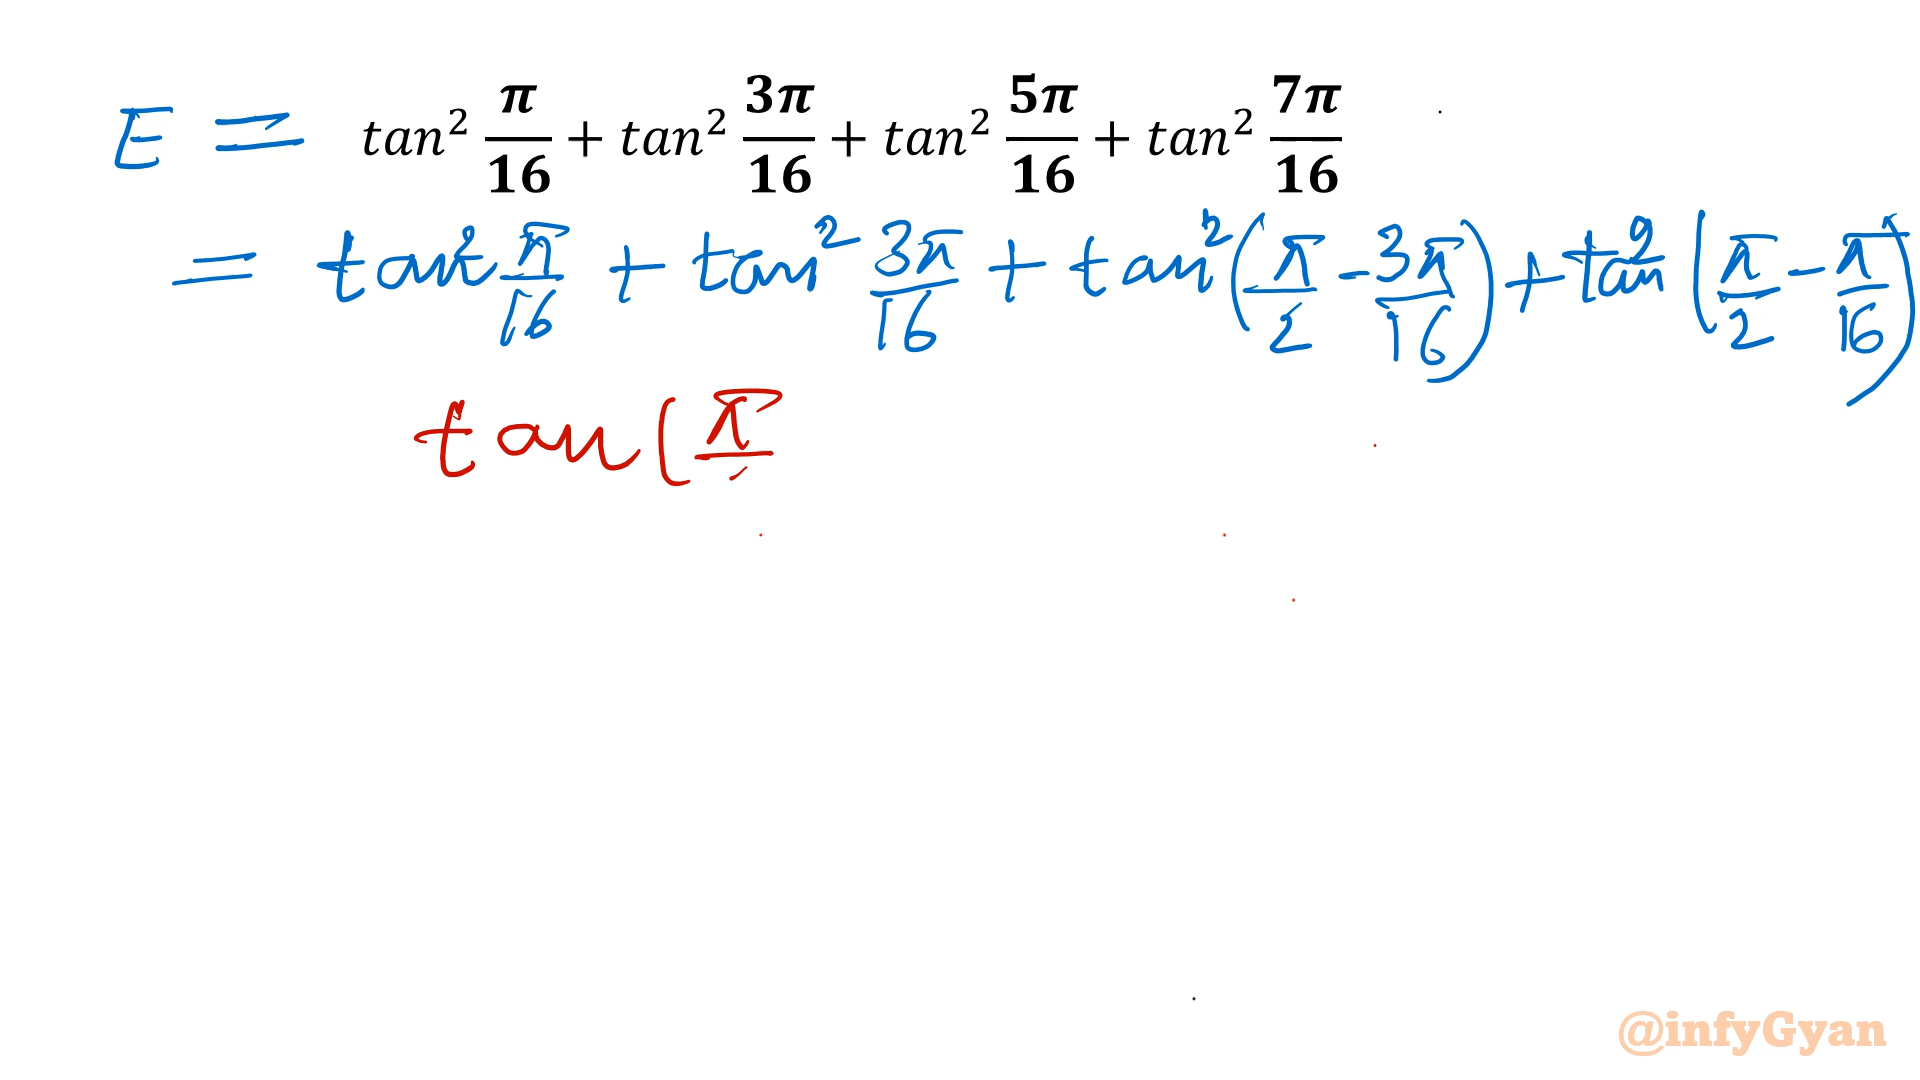 E = tan² π/16 + tan² 3π/16 + tan² 5π/16 + tan² 7π/16
= tan² π/16 + tan² 3π/16 + tan² (π/2 - 3π/16) + tan² (π/2 - π/16)
tan (π
@infyGyan